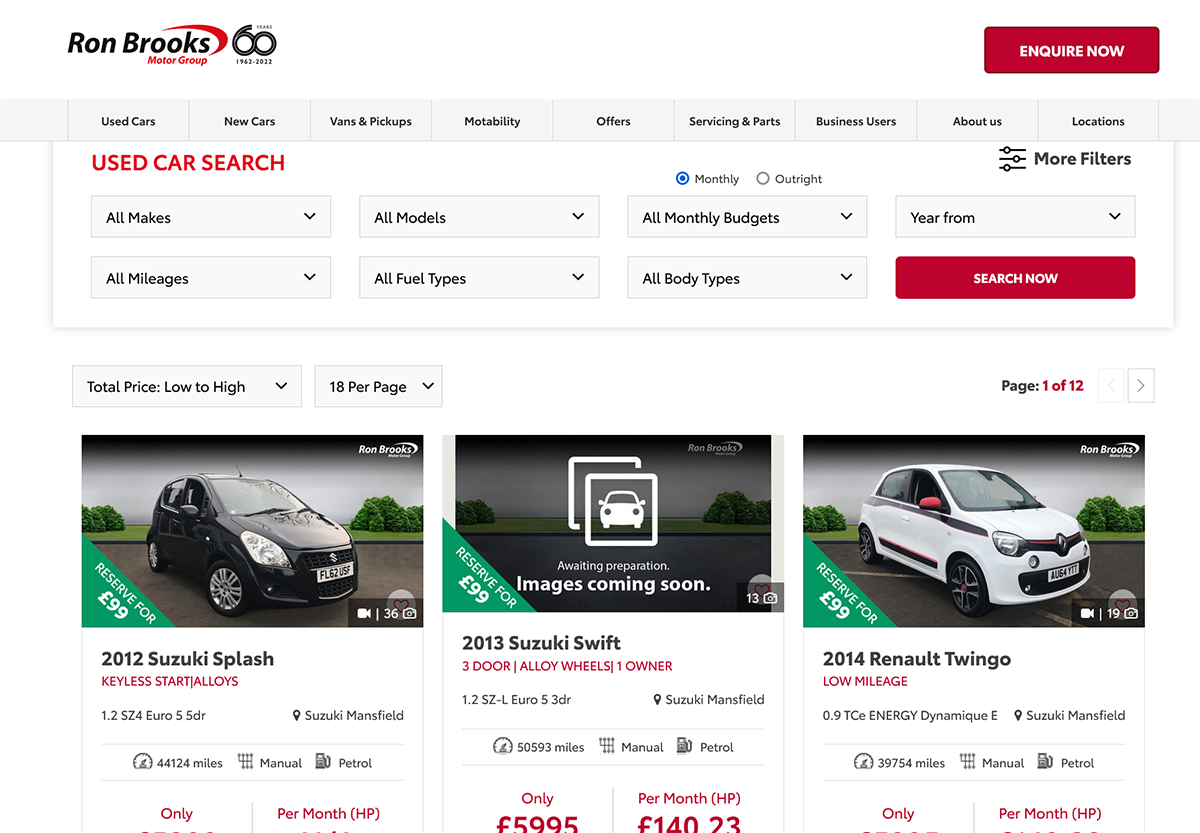 Ron Brooks
Motor Group
60
YEARS
1962-2022
ENQUIRE NOW
Used Cars
New Cars
Vans & Pickups
Motability
Offers
Servicing & Parts
Business Users
About us
Locations
USED CAR SEARCH
Monthly
Outright
More Filters
All Makes
All Models
All Monthly Budgets
Year from
All Mileages
All Fuel Types
All Body Types
SEARCH NOW
Total Price: Low to High
18 Per Page
Page: 1 of 12
Ron Brooks
Motor Group
FL62 USF
RESERVE FOR
£99
| 36
2012 Suzuki Splash
KEYLESS START|ALLOYS
1.2 SZ4 Euro 5 5dr
Suzuki Mansfield
44124 miles
Manual
Petrol
Only
Per Month (HP)
Ron Brooks
Motor Group
Awaiting preparation.
Images coming soon.
RESERVE FOR
£99
13
2013 Suzuki Swift
3 DOOR | ALLOY WHEELS| 1 OWNER
1.2 SZ-L Euro 5 3dr
Suzuki Mansfield
50593 miles
Manual
Petrol
Only
Per Month (HP)
£5995
£140.23
Ron Brooks
Motor Group
AU64 YTT
RESERVE FOR
£99
| 19
2014 Renault Twingo
LOW MILEAGE
0.9 TCe ENERGY Dynamique E
Suzuki Mansfield
39754 miles
Manual
Petrol
Only
Per Month (HP)